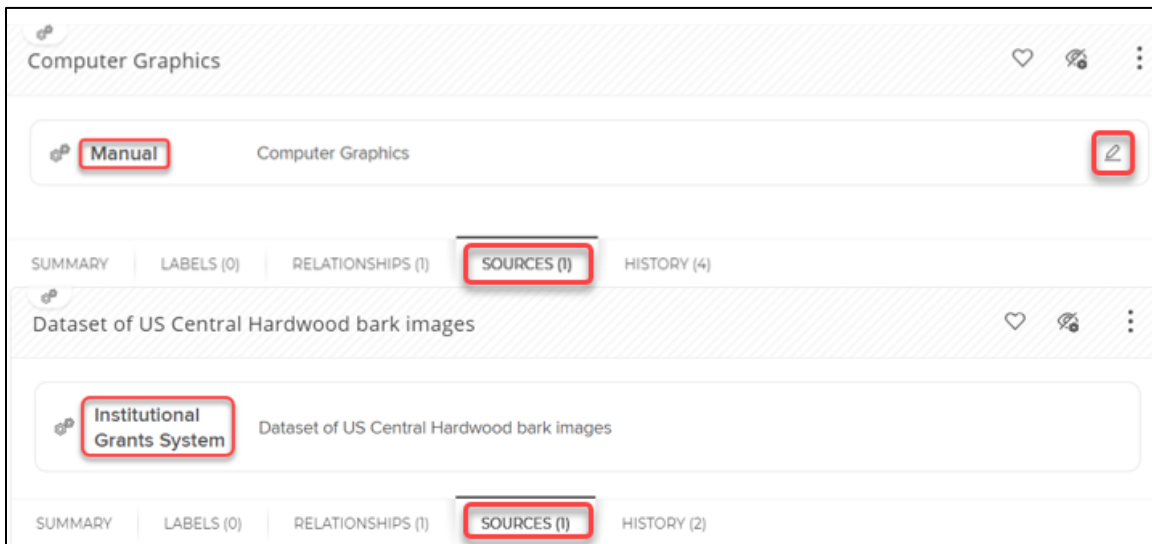 Computer Graphics
Manual Computer Graphics
SUMMARY LABELS (0) RELATIONSHIPS (1) SOURCES (1) HISTORY (4)
Dataset of US Central Hardwood bark images
Institutional
Grants System Dataset of US Central Hardwood bark images
SUMMARY LABELS (0) RELATIONSHIPS (1) SOURCES (1) HISTORY (2)